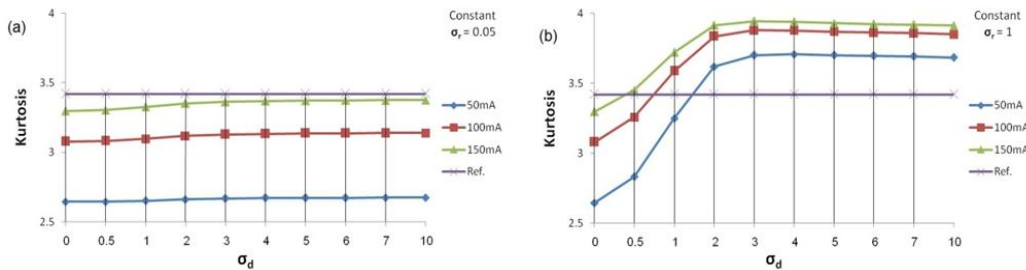 (a)
Kurtosis
4
3.5
3
2.5
0 0.5 1 2 3 4 5 6 7 10
σd
Constant
σr = 0.05
50mA
100mA
150mA
Ref.
(b)
Kurtosis
4
3.5
3
2.5
0 0.5 1 2 3 4 5 6 7 10
σd
Constant
σr = 1
50mA
100mA
150mA
Ref.